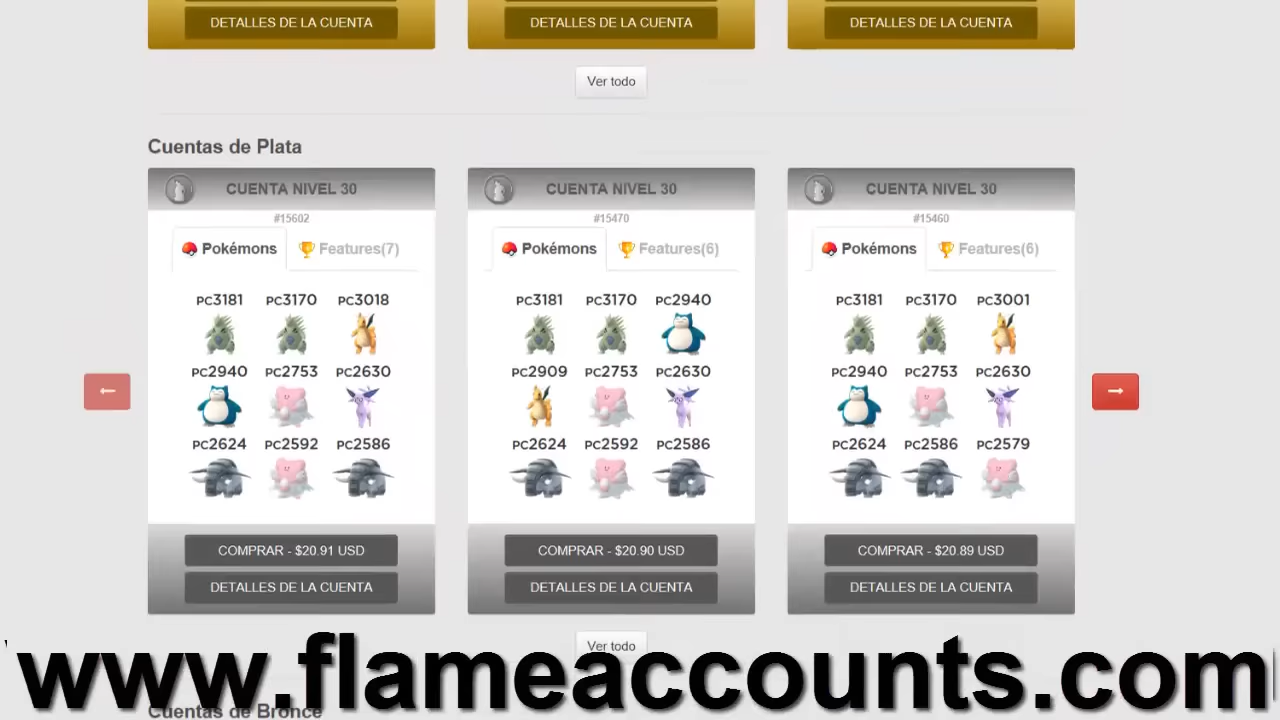 DETALLES DE LA CUENTA DETALLES DE LA CUENTA DETALLES DE LA CUENTA
Ver todo
Cuentas de Plata
CUENTA NIVEL 30 CUENTA NIVEL 30 CUENTA NIVEL 30
#15602 #15470 #15460
Pokémons Features(7) Pokémons Features(6) Pokémons Features(6)
PC3181 PC3170 PC3018 PC3181 PC3170 PC2940 PC3181 PC3170 PC3001
PC2940 PC2753 PC2630 PC2909 PC2753 PC2630 PC2940 PC2753 PC2630
PC2624 PC2592 PC2586 PC2624 PC2592 PC2586 PC2624 PC2586 PC2579
COMPRAR - $20.91 USD COMPRAR - $20.90 USD COMPRAR - $20.89 USD
DETALLES DE LA CUENTA DETALLES DE LA CUENTA DETALLES DE LA CUENTA
Ver todo
www.flameaccounts.com
Cuentas de Bronce